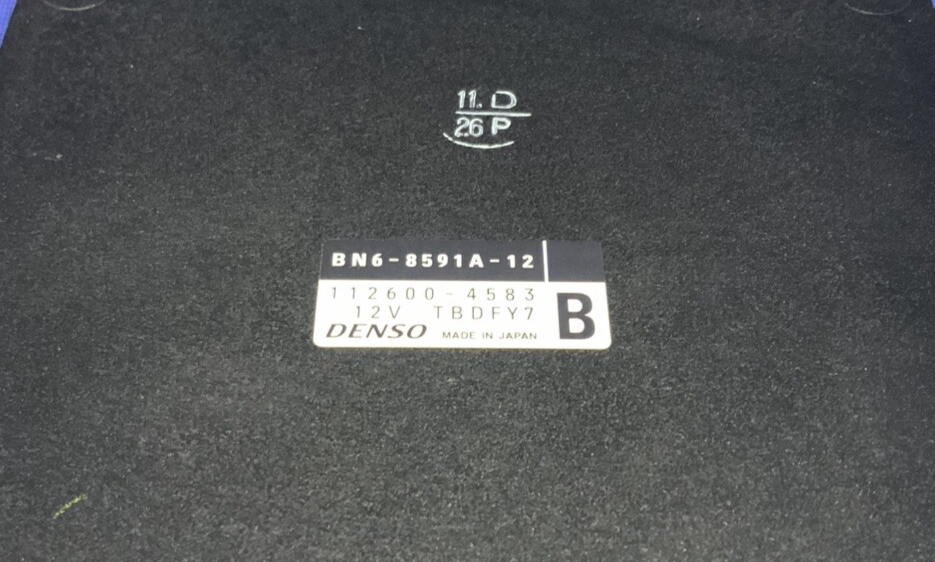 11. D
26 P
BN6-8591A-12
112600-4583
12V TBDFY7
B
DENSO MADE IN JAPAN